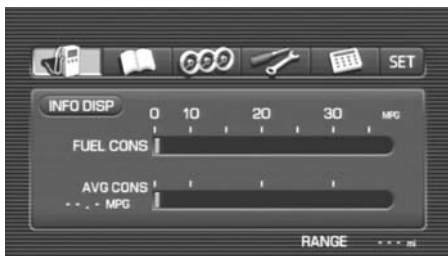 SET
INFO DISP
0 10 20 30 MPG
FUEL CONS
AVG CONS
--.- MPG
RANGE --- mi